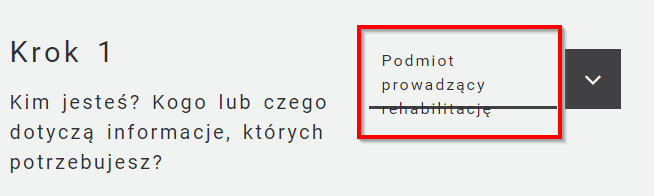 Krok 1
Kim jesteś? Kogo lub czego
dotyczą informacje, których
potrzebujesz?
Podmiot
prowadzący
rehabilitację